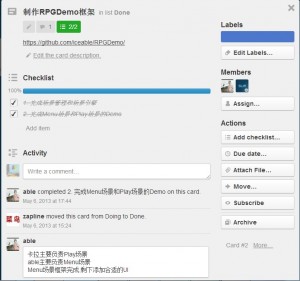 制作RPGDemo框架 in list Done
1
2/2
https://github.com/iceable/RPGDemo/
Edit the card description.
Checklist
100%
1 完成场景管理和场景切换
2 完成Menu场景和Play场景的Demo
Add item
Activity
Write a comment...
able completed 2 完成Menu场景和Play场景的Demo on this card.
May 6, 2013 at 17:44
zapline moved this card from Doing to Done.
May 6, 2013 at 15:24
able
卡拉主要负责Play场景
able主要负责Menu场景
Menu场景框架完成,剩下添加合适的UI
Labels
Edit Labels...
Members
Assign...
Actions
Add checklist...
Due date...
Attach File...
Move...
Subscribe
Archive
Card #2 More...